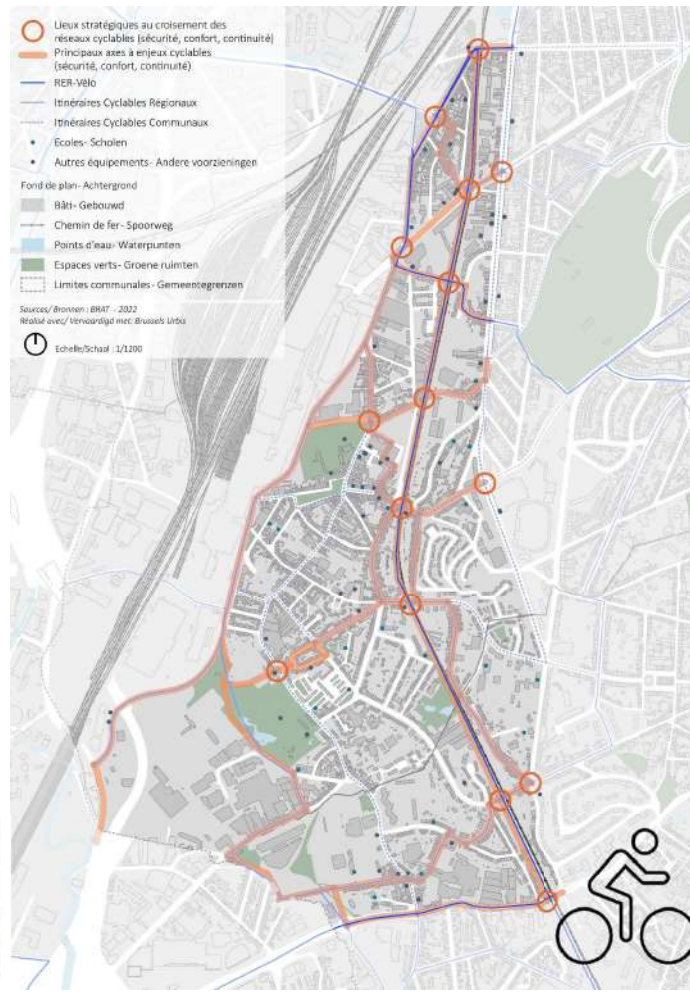 Lieux stratégiques au croisement des
réseaux cyclables (sécurité, confort, continuité)
Principaux axes à enjeux cyclables
(sécurité, confort, continuité)
RER-Vélo
Itinéraires Cyclables Régionaux
Itinéraires Cyclables Communaux
Ecoles- Scholen
Autres équipements- Andere voorzieningen
Fond de plan- Achtergrond
Bâti- Gebouwd
Chemin de fer- Spoorweg
Points d'eau- Waterpunten
Espaces verts- Groene ruimten
Limites communales- Gemeentegrenzen
Sources/ Bronnen : BRAT - 2022
Réalisé avec/ Vervaardigd met: Brussels Urbis
Echelle/Schaal : 1/1200